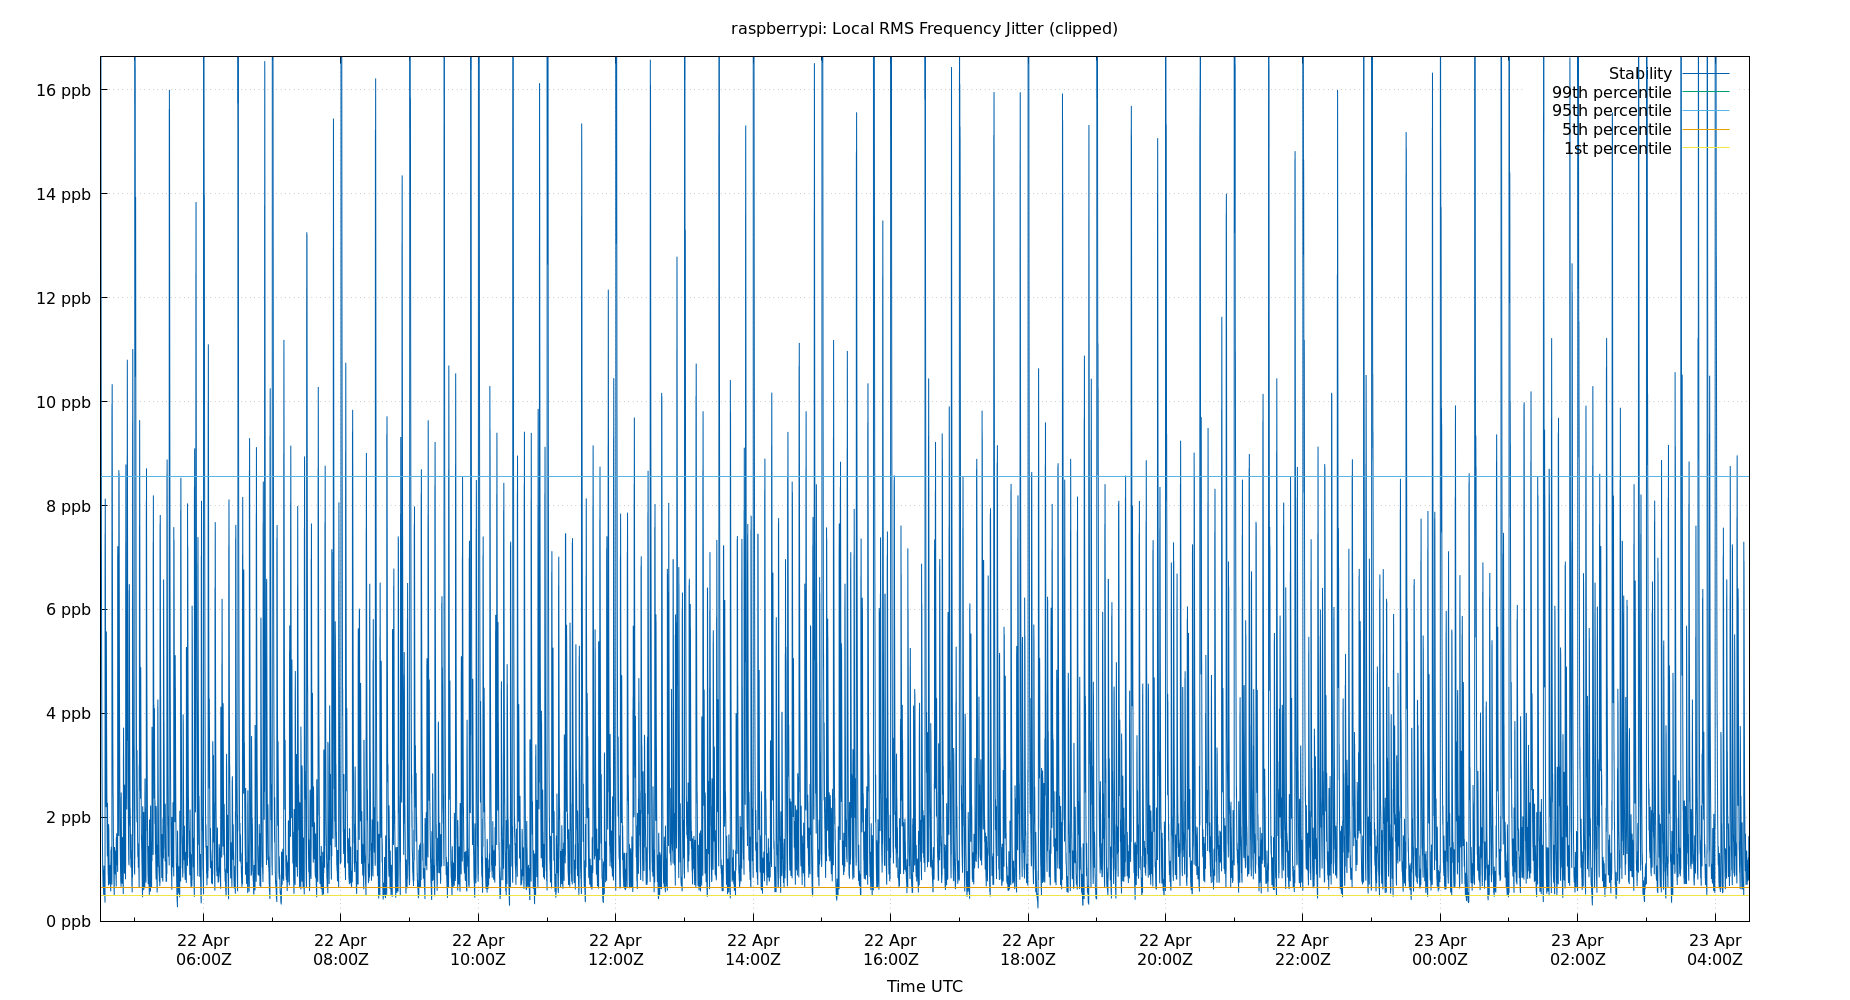 raspberrypi: Local RMS Frequency Jitter (clipped)
Stability
99th percentile
95th percentile
5th percentile
1st percentile
16 ppb
14 ppb
12 ppb
10 ppb
8 ppb
6 ppb
4 ppb
2 ppb
0 ppb
22 Apr 22 Apr 22 Apr 22 Apr 22 Apr 22 Apr 22 Apr 22 Apr 22 Apr 23 Apr 23 Apr 23 Apr
06:00Z 08:00Z 10:00Z 12:00Z 14:00Z 16:00Z 18:00Z 20:00Z 22:00Z 00:00Z 02:00Z 04:00Z
Time UTC